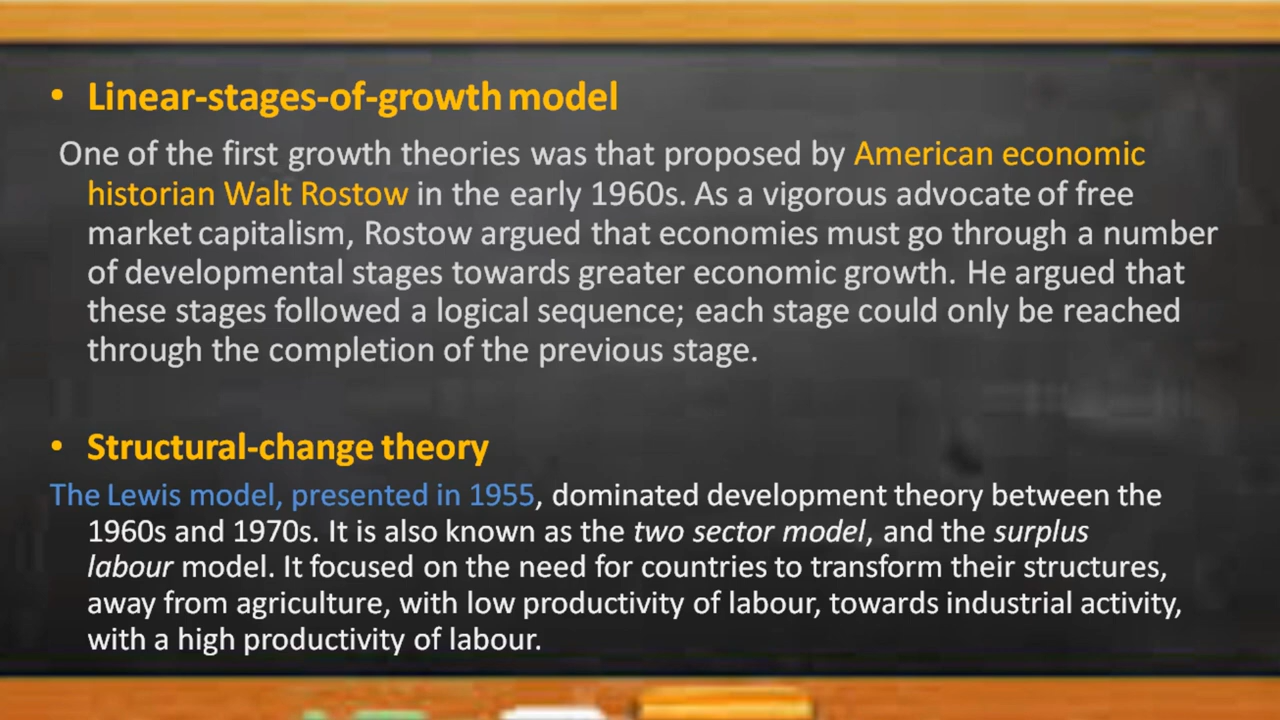 • Linear-stages-of-growth model
One of the first growth theories was that proposed by American economic
historian Walt Rostow in the early 1960s. As a vigorous advocate of free
market capitalism, Rostow argued that economies must go through a number
of developmental stages towards greater economic growth. He argued that
these stages followed a logical sequence; each stage could only be reached
through the completion of the previous stage.
• Structural-change theory
The Lewis model, presented in 1955, dominated development theory between the
1960s and 1970s. It is also known as the two sector model, and the surplus
labour model. It focused on the need for countries to transform their structures,
away from agriculture, with low productivity of labour, towards industrial activity,
with a high productivity of labour.